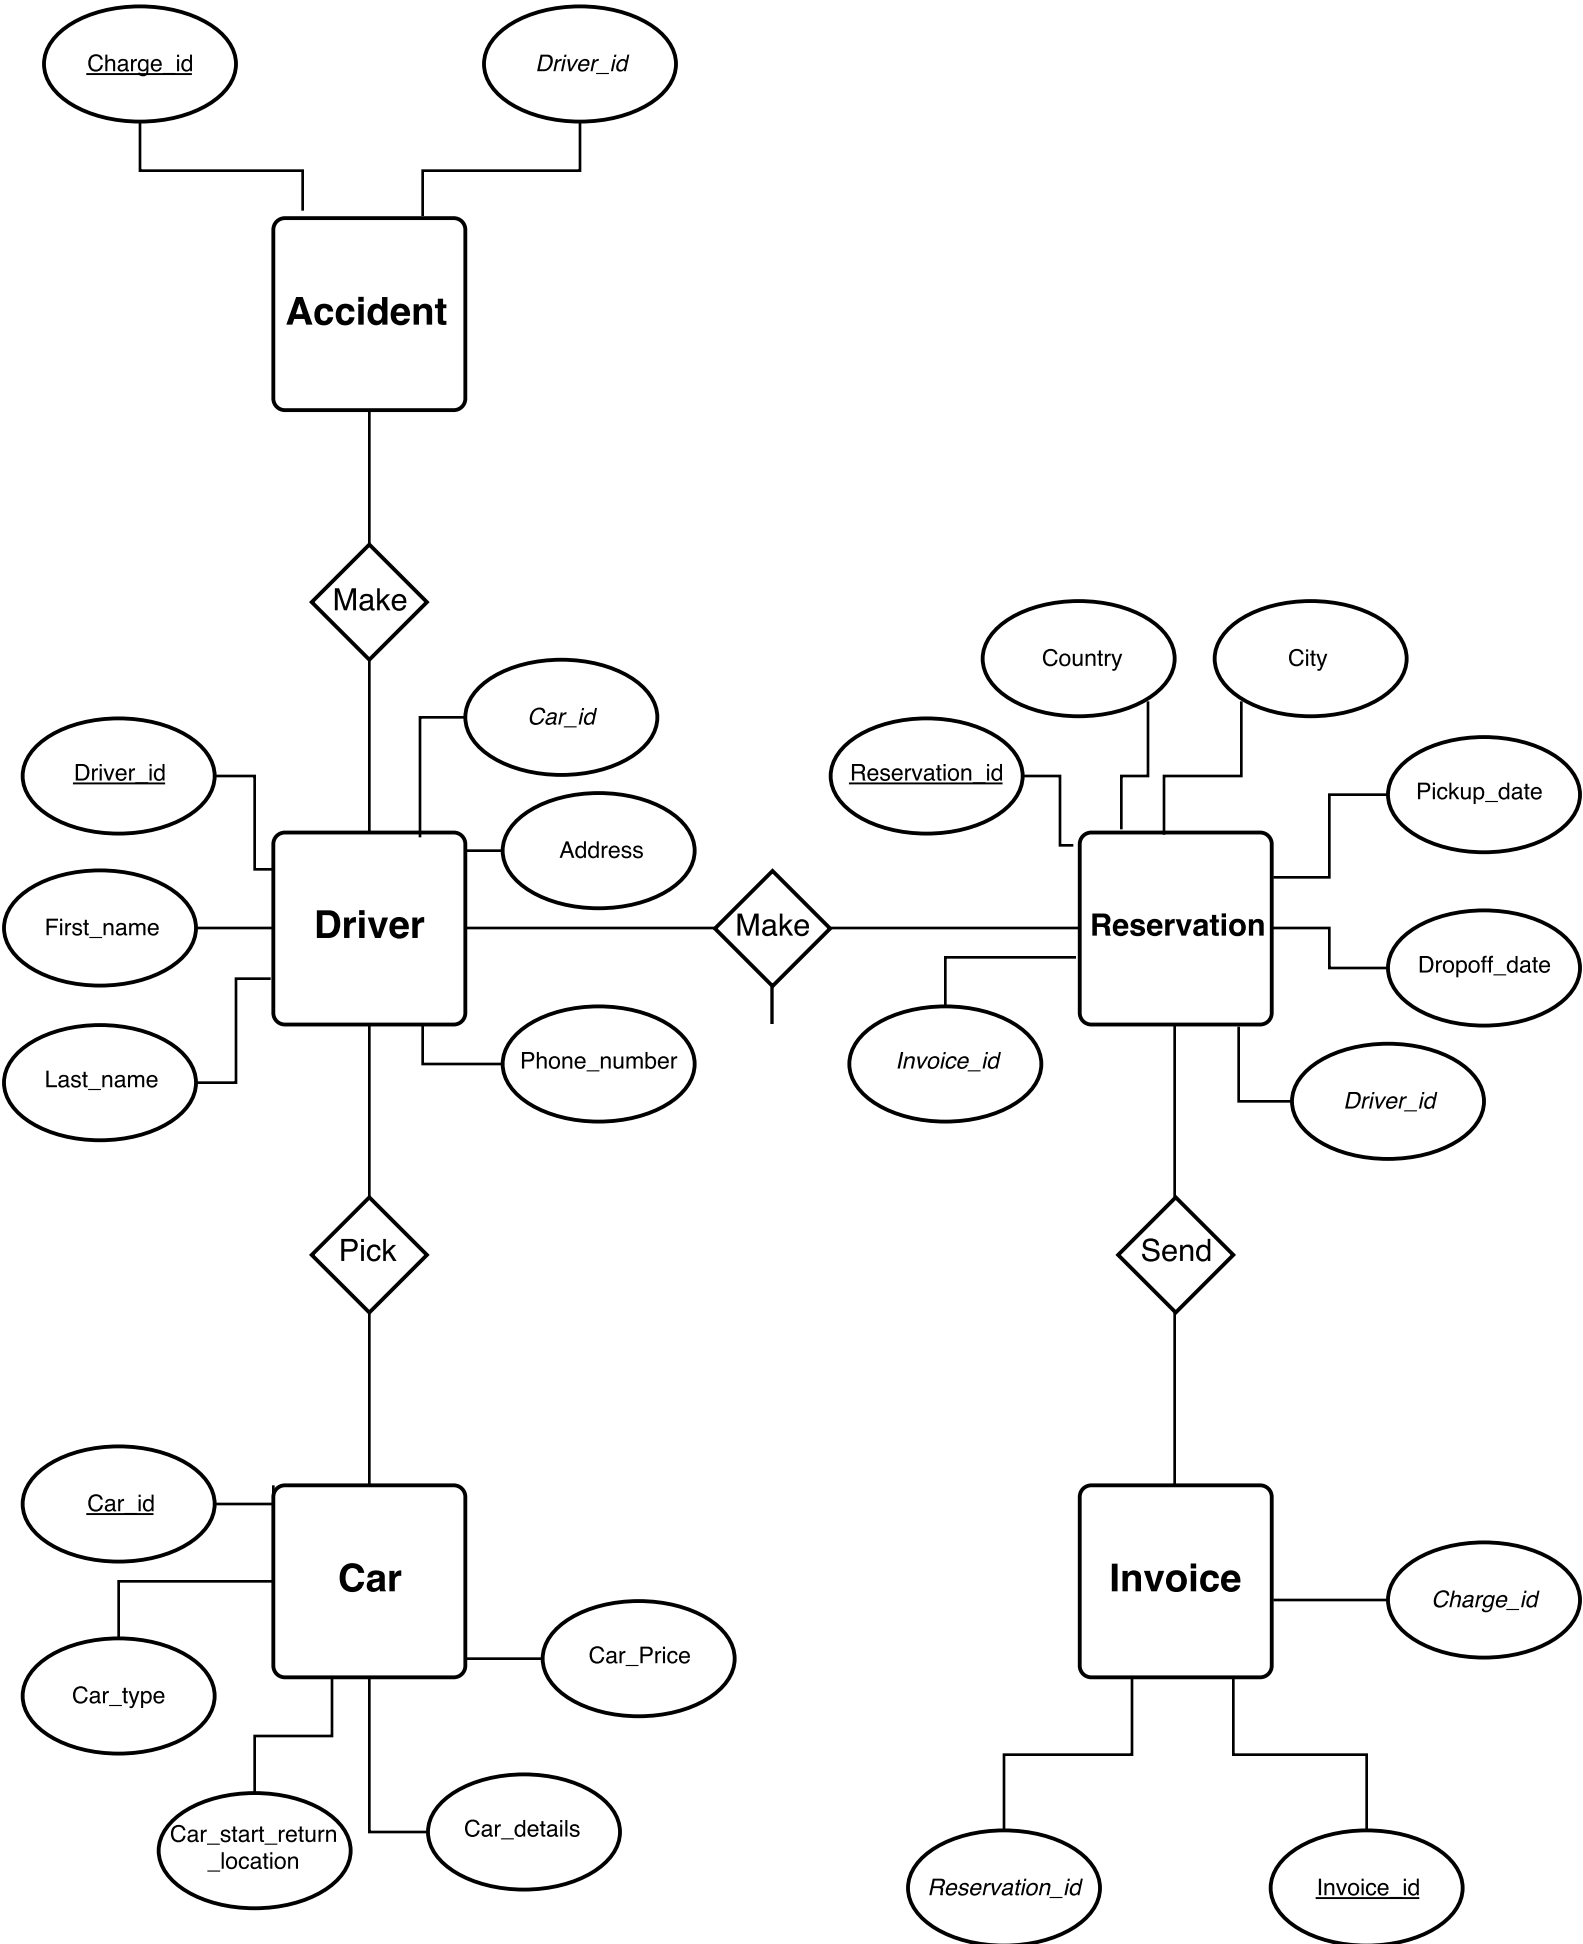 Charge_id
Driver_id
Accident
Make
Country
City
Car_id
Driver_id
Reservation_id
Pickup_date
Address
First_name
Driver
Make
Reservation
Dropoff_date
Last_name
Phone_number
Invoice_id
Driver_id
Pick
Send
Car_id
Car
Invoice
Charge_id
Car_Price
Car_type
Car_start_return
_location
Car_details
Reservation_id
Invoice_id